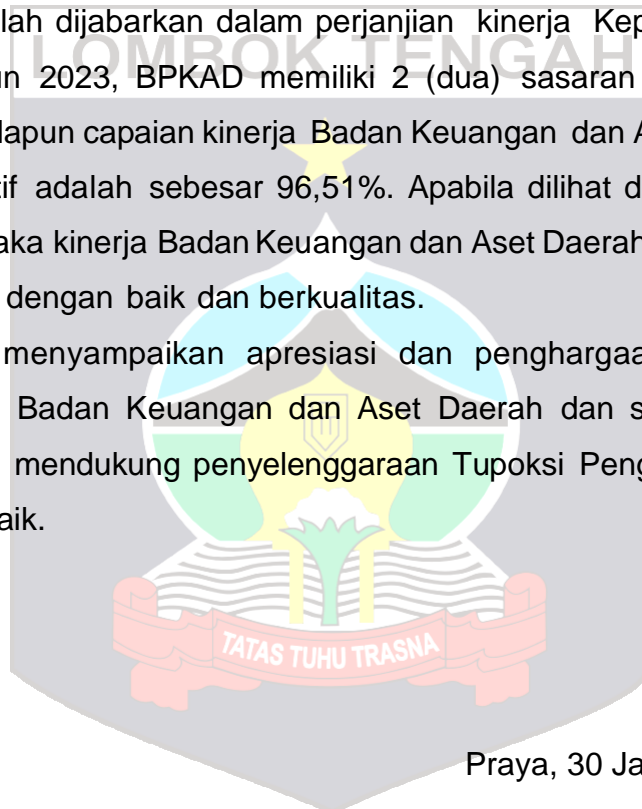 lah dijabarkan dalam perjanjian kinerja Kep
LOMBOK TENGAH
un 2023, BPKAD memiliki 2 (dua) sasaran
dapun capaian kinerja Badan Keuangan dan A
tif adalah sebesar 96,51%. Apabila dilihat d
aka kinerja Badan Keuangan dan Aset Daerah
dengan baik dan berkualitas.
menyampaikan apresiasi dan penghargaa
Badan Keuangan dan Aset Daerah dan s
mendukung penyelenggaraan Tupoksi Peng
aik.
TATAS TUHU TRASNA
Praya, 30 Ja